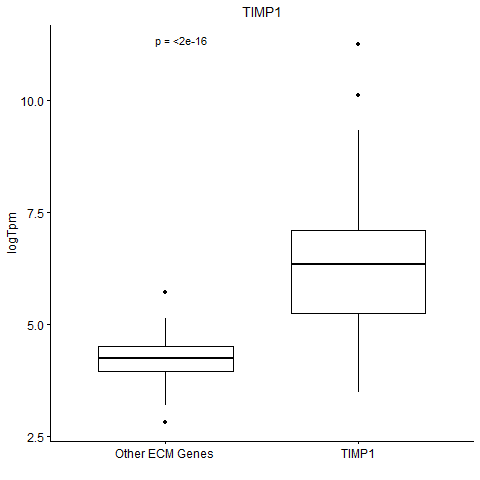 TIMP1
p = <2e-16
10.0
7.5
5.0
2.5
logTpm
Other ECM Genes
TIMP1